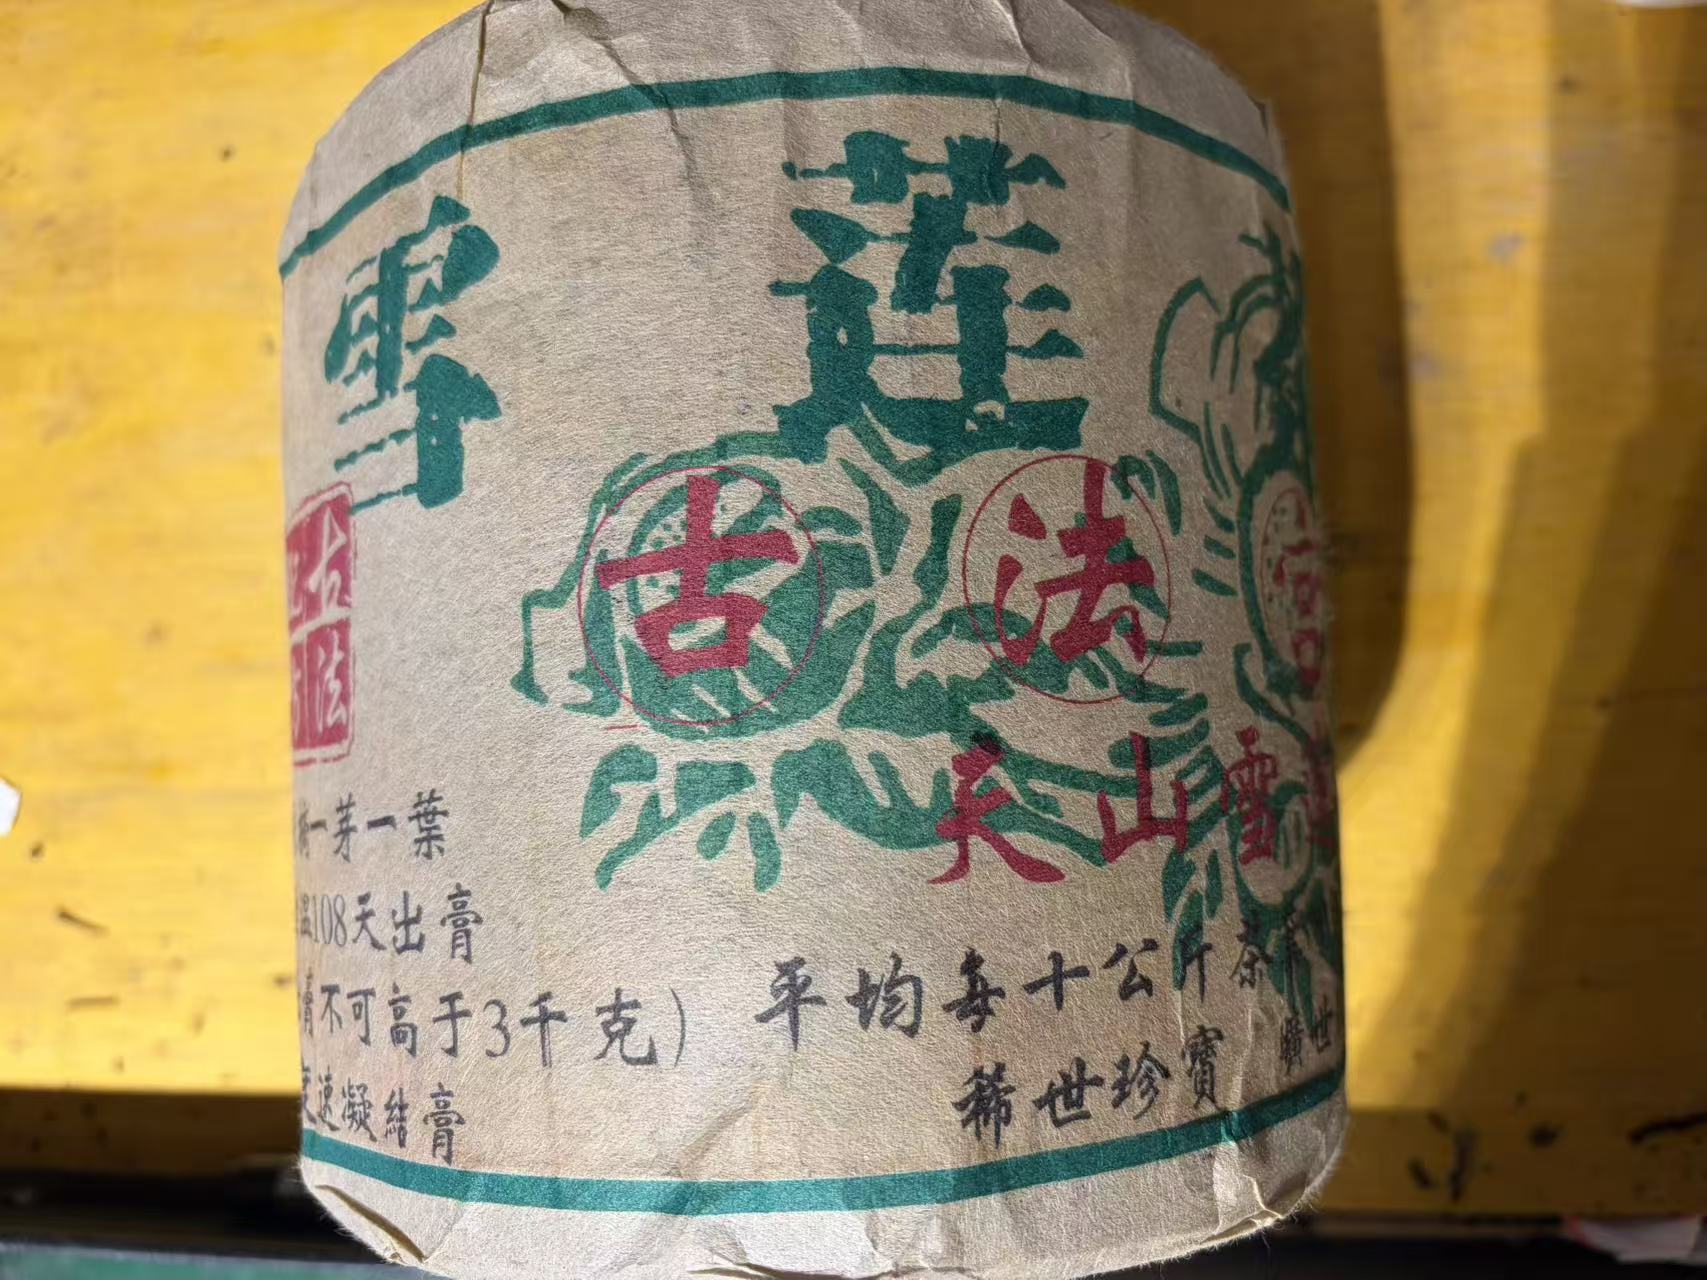 雪蓮
古法
古法
天山雪
一芽一葉
108天出膏
膏不可高于3千克）
速凝結膏
平均每十公斤茶
稀世珍寶
曠世